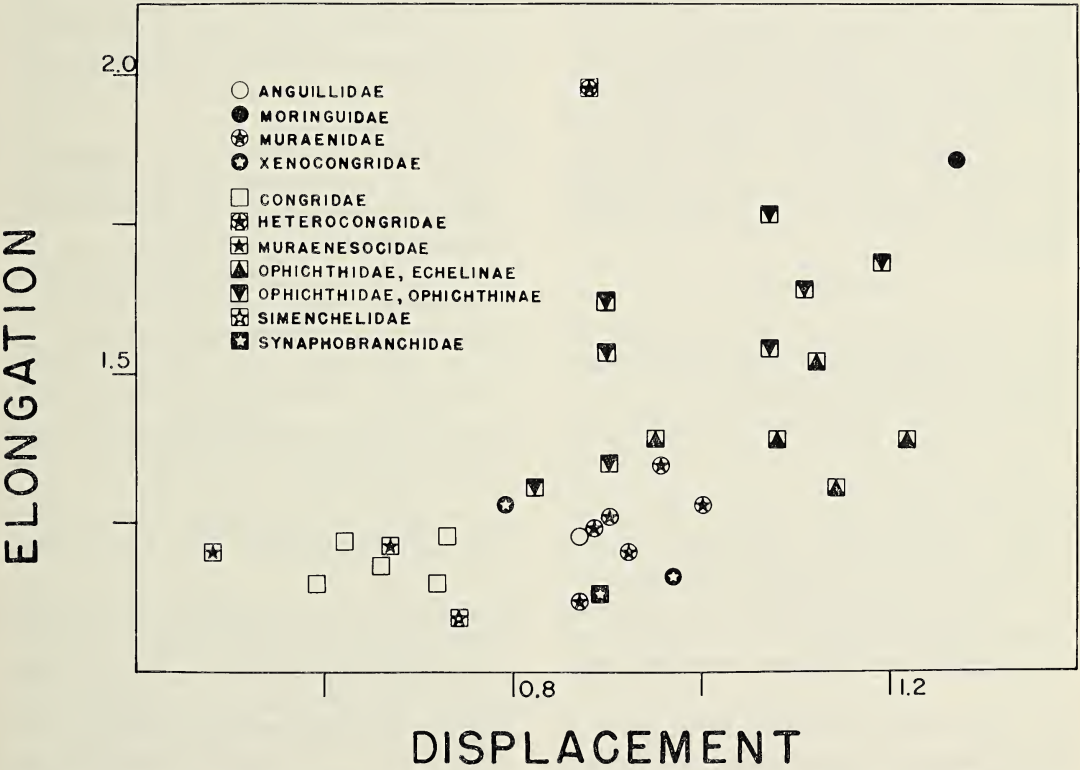 2.0
ANGUILLIDAE
MORINGUIDAE
MURAENIDAE
XENOCONGRIDAE
CONGRIDAE
HETEROCONGRIDAE
MURAENESOCIDAE
OPHICHTHIDAE, ECHELINAE
OPHICHTHIDAE, OPHICHTHINAE
SIMENCHELIDAE
SYNAPHOBRANCHIDAE
1.5
ELONGATION
0.8
1.2
DISPLACEMENT